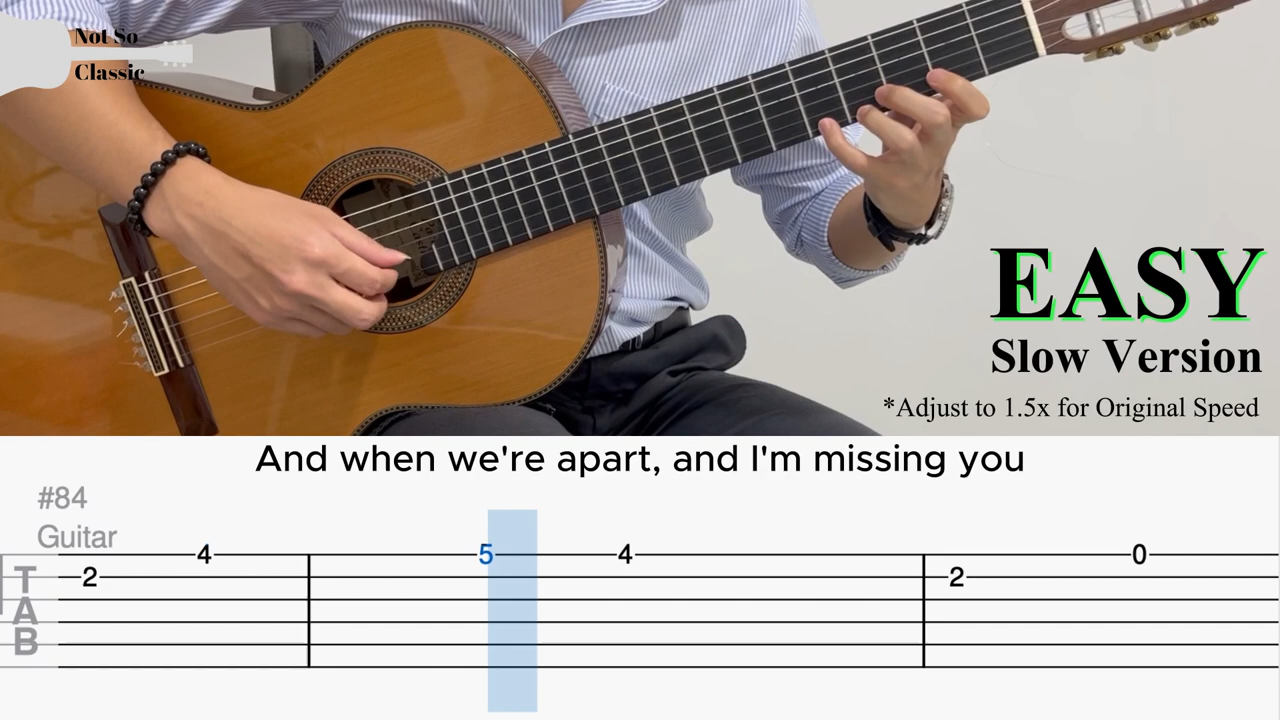 Not So
Classic
EASY
Slow Version
*Adjust to 1.5x for Original Speed
And when we're apart, and I'm missing you
#84
Guitar
4 5 4 0
2 2
T
A
B